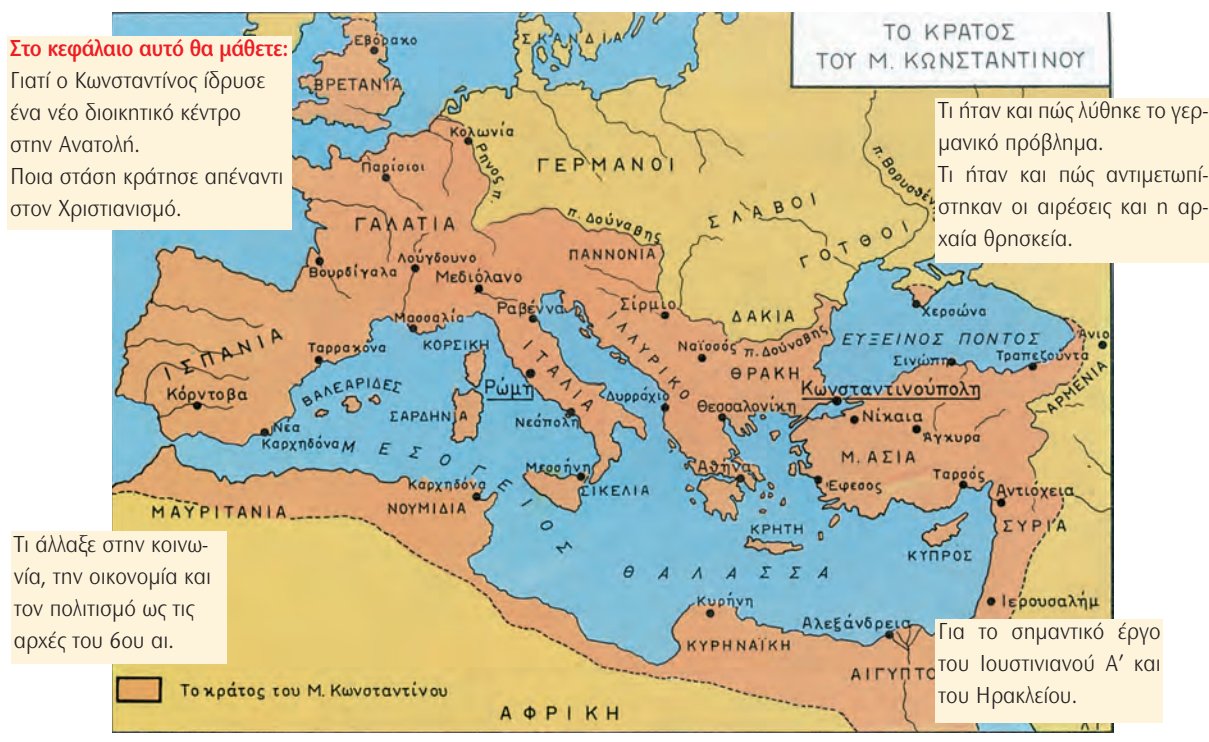 ΤΟ ΚΡΑΤΟΣ
ΤΟΥ Μ. ΚΩΝΣΤΑΝΤΙΝΟΥ
Στο κεφάλαιο αυτό θα μάθετε:
Γιατί ο Κωνσταντίνος ίδρυσε
ένα νέο διοικητικό κέντρο
στην Ανατολή.
Ποια στάση κράτησε απέναντι
στον Χριστιανισμό.
Τι ήταν και πώς λύθηκε το γερ-
μανικό πρόβλημα.
Τι ήταν και πώς αντιμετωπί-
στηκαν οι αιρέσεις και η αρ-
χαία θρησκεία.
ΣΚΑΝΔΙΑ
Εβόρακο
ΒΡΕΤΑΝΙΑ
Κολωνία
Ρήνος π.
ΓΕΡΜΑΝΟΙ
π. Βορυσθέν
Παρίσιοι
ΓΑΛΑΤΙΑ
π. Δούναβης
ΣΛΑΒΟΙ
ΓΟΤΘΟΙ
ΠΑΝΝΟΝΙΑ
Βουρδίγαλα
Λούγδουνο
Μεδιόλανο
Ραβέννα
Σίρμιο
ΔΑΚΙΑ
Χερσώνα
Μασσαλία
ΚΟΡΣΙΚΗ
ΙΤΑΛΙΑ
ΙΛΛΥΡΙΚΟ
Ναϊσσός
π. Δούναβης
ΕΥΞΕΙΝΟΣ ΠΟΝΤΟΣ
Σινώπη
Τραπεζούντα
Άνιο
ΙΣΠΑΝΙΑ
Ταρρακόνα
ΘΡΑΚΗ
Κωνσταντινούπολη
ΑΡΜΕΝΙΑ
Κόρντοβα
ΒΑΛΕΑΡΙΔΕΣ
ΣΑΡΔΗΝΙΑ
Ρώμη
Δυρράχιο
Θεσσαλονίκη
Νίκαια
Άγκυρα
Νέα
Καρχηδόνα
Νεάπολη
Μ. ΑΣΙΑ
ΜΕΣΟΓΕΙΟΣ
ΘΑΛΑΣΣΑ
Μεσσήνη
ΣΙΚΕΛΙΑ
Αθήνα
Έφεσος
Ταρσός
Αντιόχεια
Καρχηδόνα
ΝΟΥΜΙΔΙΑ
ΜΑΥΡΙΤΑΝΙΑ
ΚΡΗΤΗ
ΚΥΠΡΟΣ
ΣΥΡΙΑ
Τι άλλαξε στην κοινω-
νία, την οικονομία και
τον πολιτισμό ως τις
αρχές του 6ου αι.
Κυρήνη
ΚΥΡΗΝΑΪΚΗ
Αλεξάνδρεια
Ιερουσαλήμ
ΑΙΓΥΠΤΟ
Για το σημαντικό έργο
του Ιουστινιανού Α′ και
του Ηρακλείου.
Το κράτος του Μ. Κωνσταντίνου
ΑΦΡΙΚΗ